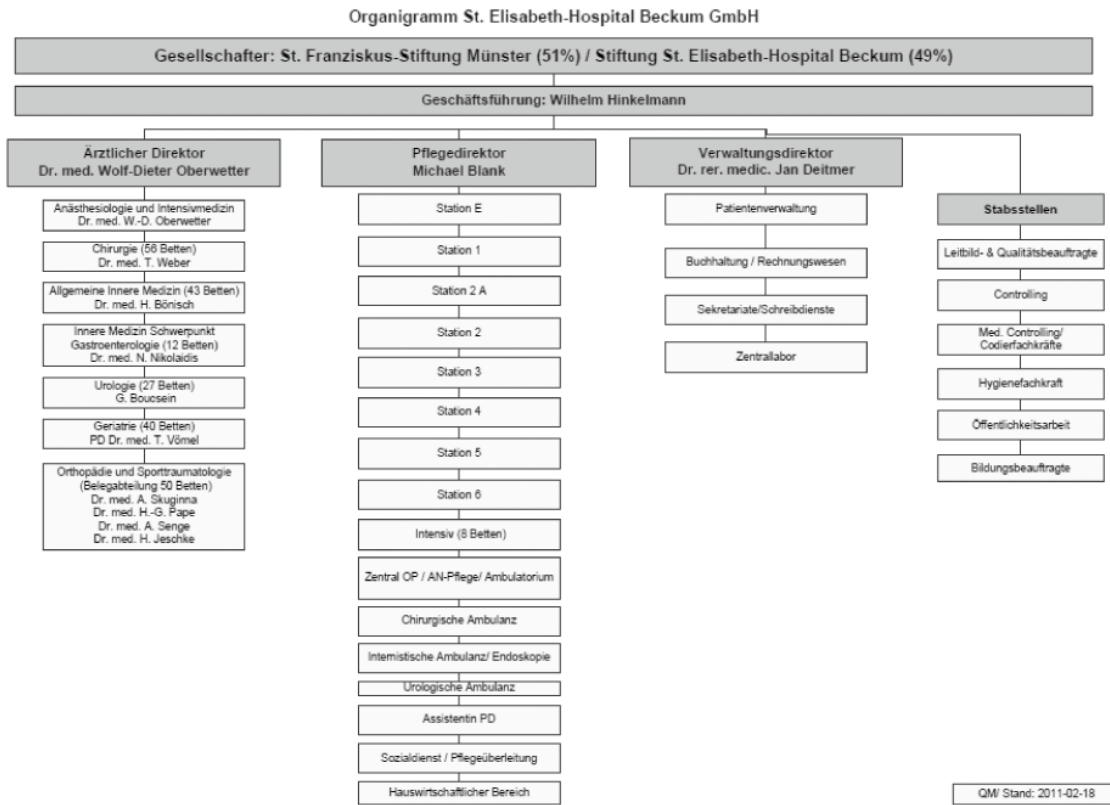 Organigramm St. Elisabeth-Hospital Beckum GmbH
Gesellschafter: St. Franziskus-Stiftung Münster (51%) / Stiftung St. Elisabeth-Hospital Beckum (49%)
Geschäftsführung: Wilhelm Hinkelmann
Ärztlicher Direktor
Dr. med. Wolf-Dieter Oberwetter
Anästhesiologie und Intensivmedizin
Dr. med. W.-D. Oberwetter
Chirurgie (56 Betten)
Dr. med. T. Weber
Allgemeine Innere Medizin (43 Betten)
Dr. med. H. Bönisch
Innere Medizin Schwerpunkt
Gastroenterologie (12 Betten)
Dr. med. N. Nikolaidis
Urologie (27 Betten)
G. Boucsein
Geriatrie (40 Betten)
PD Dr. med. T. Vömel
Orthopädie und Sporttraumatologie
(Belegabteilung 50 Betten)
Dr. med. A. Skuginna
Dr. med. H.-G. Pape
Dr. med. A. Senge
Dr. med. H. Jeschke
Pflegedirektor
Michael Blank
Station E
Station 1
Station 2 A
Station 2
Station 3
Station 4
Station 5
Station 6
Intensiv (8 Betten)
Zentral OP / AN-Pflege/ Ambulatorium
Chirurgische Ambulanz
Internistische Ambulanz/ Endoskopie
Urologische Ambulanz
Assistentin PD
Sozialdienst / Pflegeüberleitung
Hauswirtschaftlicher Bereich
Verwaltungsdirektor
Dr. rer. medic. Jan Deitmer
Patientenverwaltung
Buchhaltung / Rechnungswesen
Sekretariate/Schreibdienste
Zentrallabor
Stabsstellen
Leitbild- & Qualitätsbeauftragte
Controlling
Med. Controlling/
Codierfachkräfte
Hygienefachkraft
Öffentlichkeitsarbeit
Bildungsbeauftragte
QM/ Stand: 2011-02-18